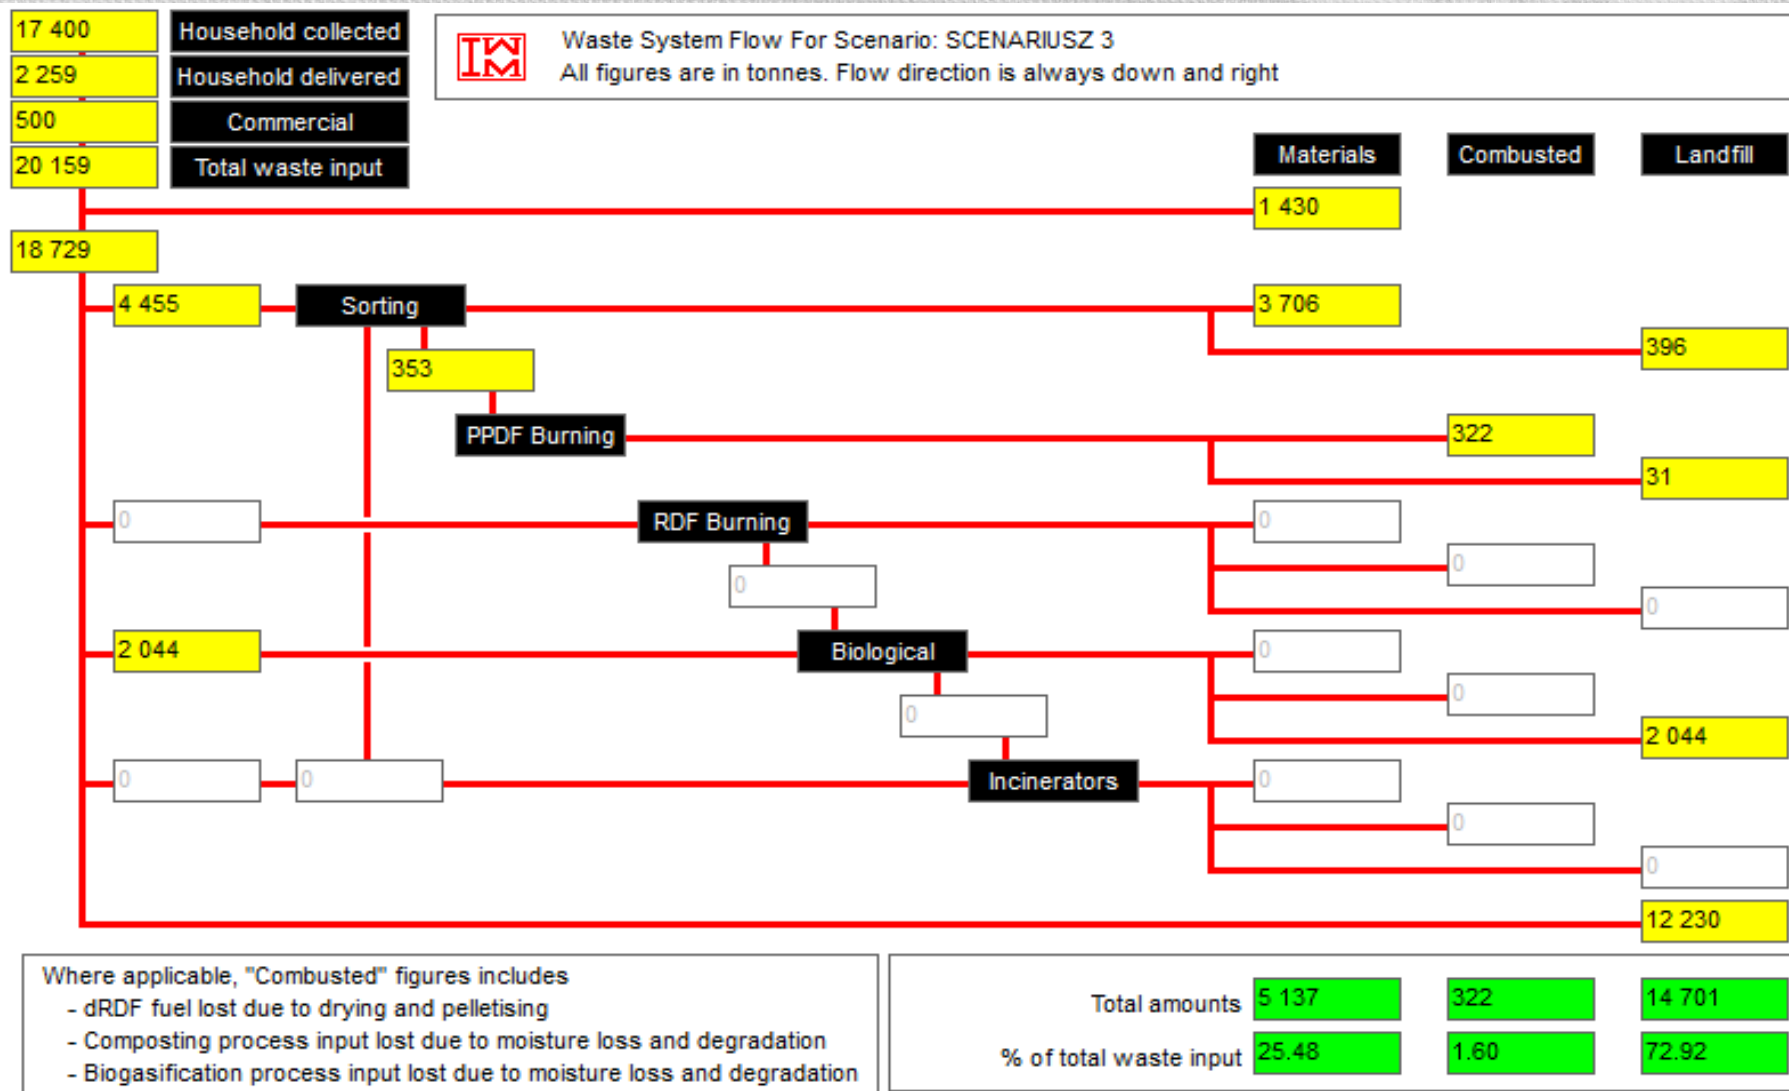 17 400 Household collected
2 259 Household delivered
500 Commercial
20 159 Total waste input
IWM
Waste System Flow For Scenario: SCENARIUSZ 3
All figures are in tonnes. Flow direction is always down and right
Materials Combusted Landfill
1 430
18 729
4 455 Sorting 3 706
396
353
PPDF Burning 322
31
0 RDF Burning 0
0
0
0
2 044 Biological 0
0
0
2 044
0 0 Incinerators 0
0
0
12 230
Where applicable, "Combusted" figures includes
- dRDF fuel lost due to drying and pelletising
- Composting process input lost due to moisture loss and degradation
- Biogasification process input lost due to moisture loss and degradation
Total amounts 5 137 322 14 701
% of total waste input 25.48 1.60 72.92